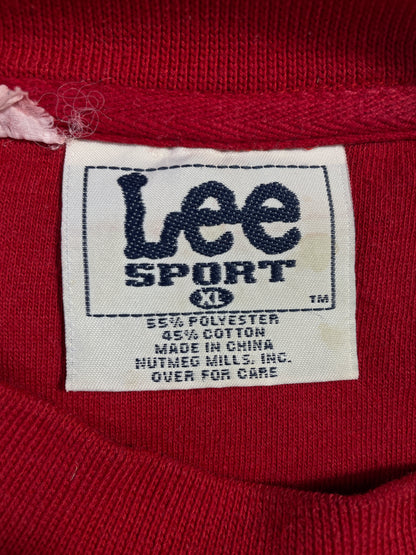 Lee
SPORT
XL
TM
55% POLYESTER
45% COTTON
MADE IN CHINA
NUTMEG MILLS, INC.
OVER FOR CARE